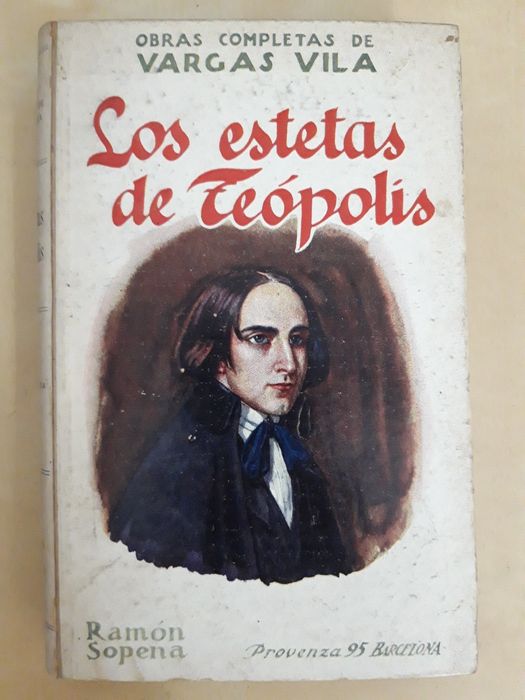 OBRAS COMPLETAS DE
VARGAS VILA
Los estetas
de Teópolis
Ramón
Sopena
Provenza 95 BARCELONA